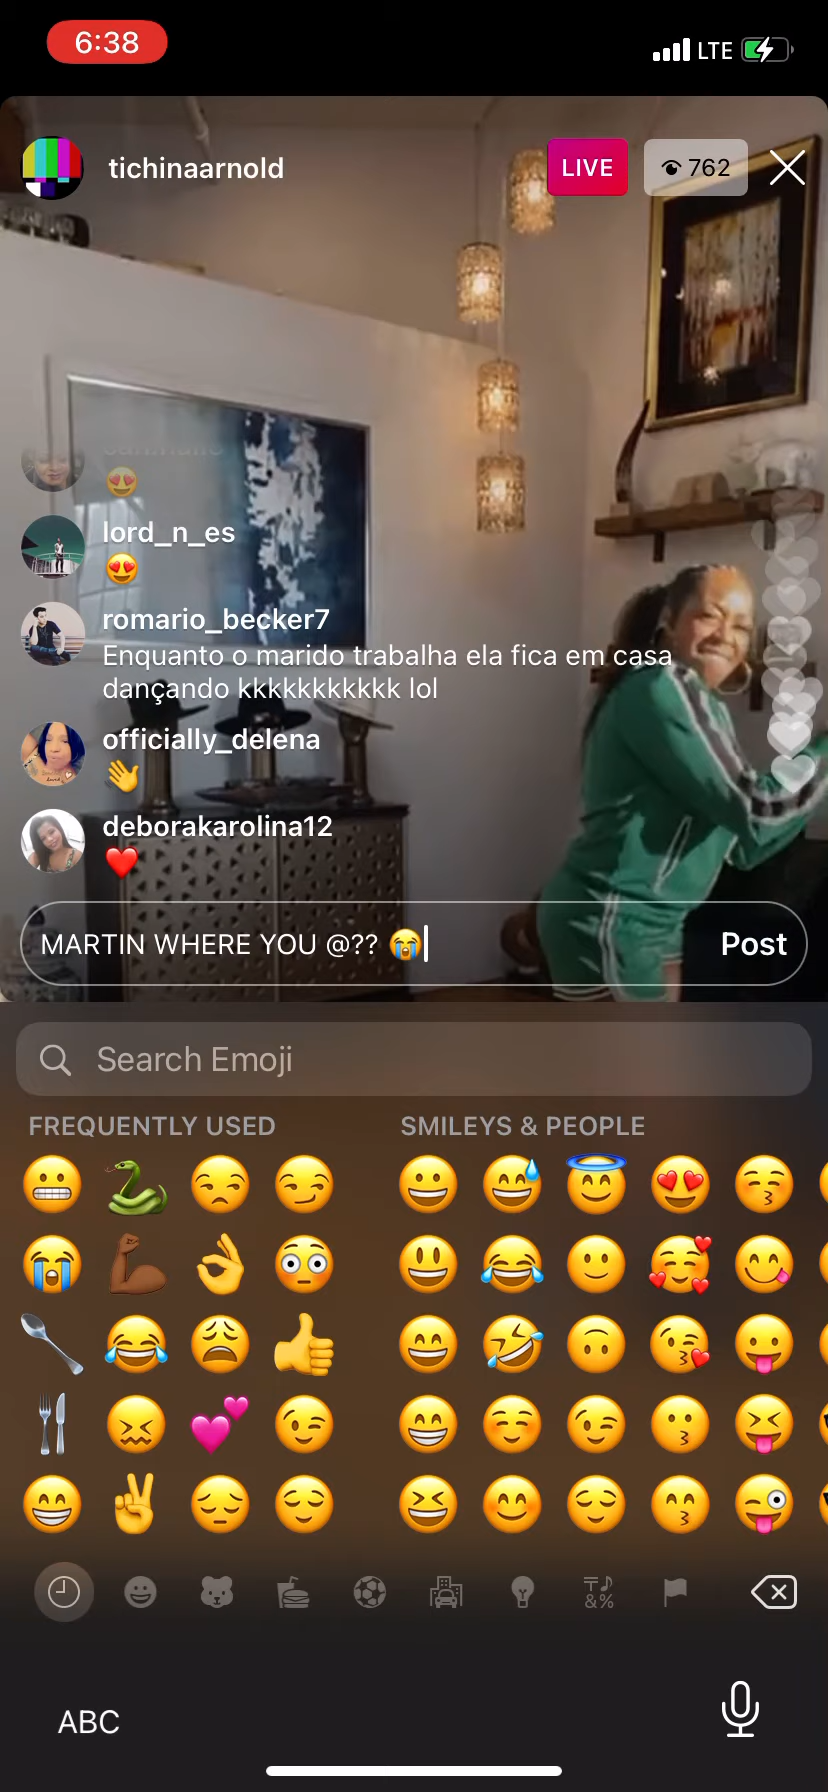 6:38
LTE
tichinaarnold
LIVE
762
lord_n_es
😍
romario_becker7
Enquanto o marido trabalha ela fica em casa
dançando kkkkkkkkkkk lol
officially_delena
👋
deborakarolina12
❤️
MARTIN WHERE YOU @?? 😭
Post
Search Emoji
FREQUENTLY USED
SMILEYS & PEOPLE
ABC